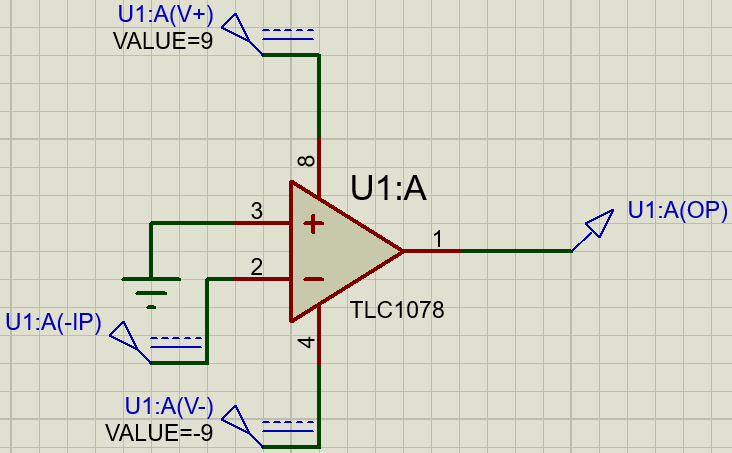 U1:A(V+)
VALUE=9
8
U1:A
3
+
2
−
1
U1:A(OP)
TLC1078
U1:A(-IP)
4
U1:A(V-)
VALUE=-9